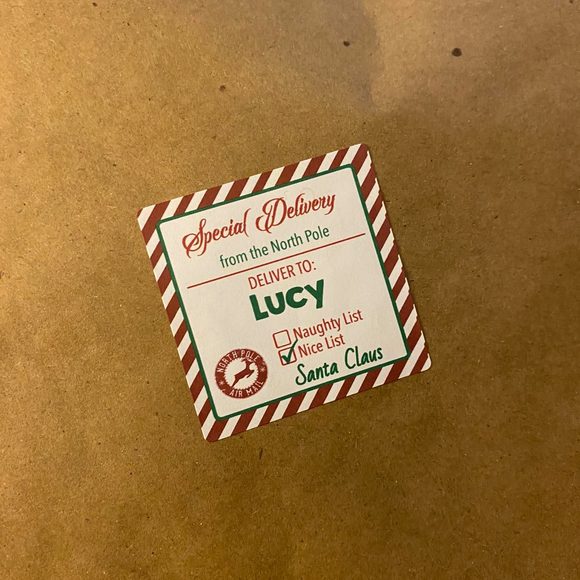 Special Delivery
from the North Pole
DELIVER TO:
LUCY
Naughty List
Nice List
Santa Claus
NORTH POLE
AIR MAIL